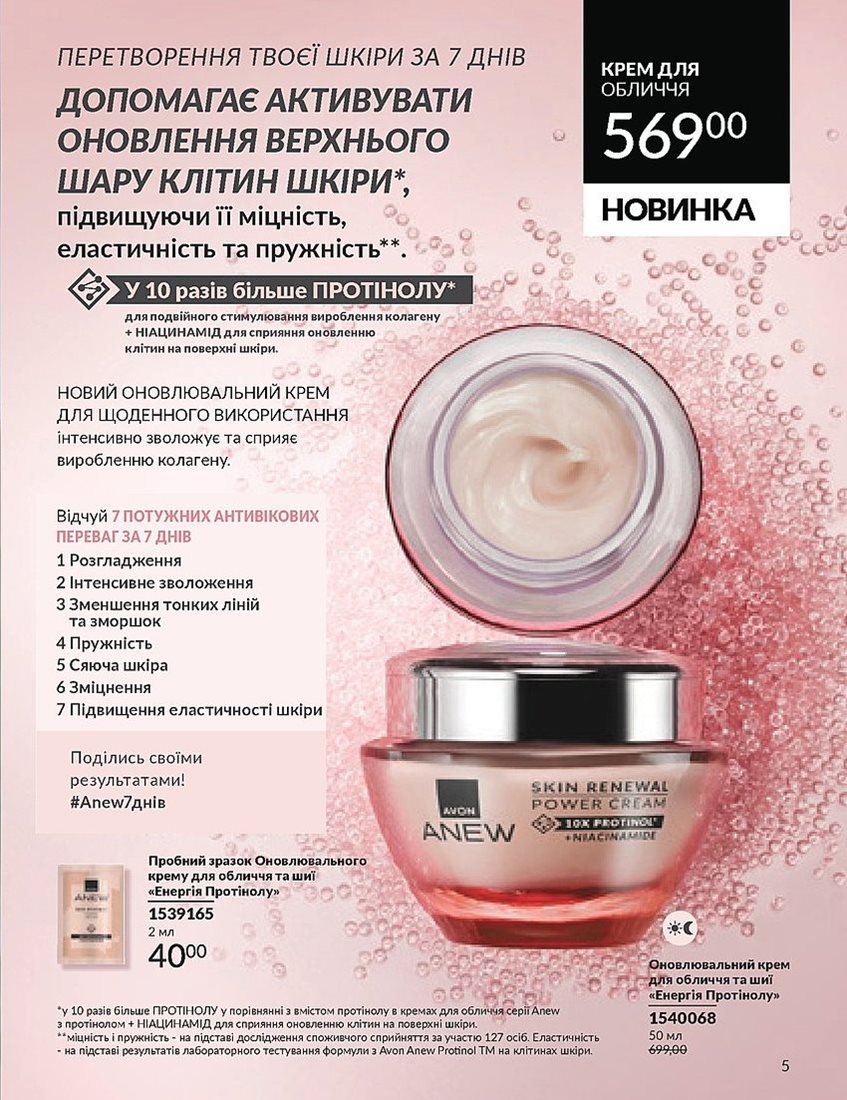 ПЕРЕТВОРЕННЯ ТВОЄЇ ШКІРИ ЗА 7 ДНІВ
ДОПОМАГАЄ АКТИВУВАТИ
ОНОВЛЕННЯ ВЕРХНЬОГО
ШАРУ КЛІТИН ШКІРИ*,
підвищуючи її міцність,
еластичність та пружність**.
КРЕМ ДЛЯ
ОБЛИЧЧЯ
569⁰⁰
НОВИНКА
У 10 разів більше ПРОТІНОЛУ*
для подвійного стимулювання вироблення колагену
+ НІАЦИНАМІД для сприяння оновленню
клітин на поверхні шкіри.
НОВИЙ ОНОВЛЮВАЛЬНИЙ КРЕМ
ДЛЯ ЩОДЕННОГО ВИКОРИСТАННЯ
інтенсивно зволожує та сприяє
виробленню колагену.
Відчуй 7 ПОТУЖНИХ АНТИВІКОВИХ
ПЕРЕВАГ ЗА 7 ДНІВ
1 Розгладження
2 Інтенсивне зволоження
3 Зменшення тонких ліній
та зморшок
4 Пружність
5 Сяюча шкіра
6 Зміцнення
7 Підвищення еластичності шкіри
Поділись своїми
результатами!
#Anew7днів
AVON
ANEW
SKIN RENEWAL
POWER CREAM
10X PROTINOL
+NIACINAMIDE
ANEW
Пробний зразок Оновлювального
крему для обличчя та шиї
«Енергія Протінолу»
1539165
2 мл
40⁰⁰
Оновлювальний крем
для обличчя та шиї
«Енергія Протінолу»
1540068
50 мл
699,00
*у 10 разів більше ПРОТІНОЛУ у порівнянні з вмістом протінолу в кремах для обличчя серії Anew
з протінолом + НІАЦИНАМІД для сприяння оновленню клітин на поверхні шкіри.
**міцність і пружність - на підставі дослідження споживчого сприйняття за участю 127 осіб. Еластичність
- на підставі результатів лабораторного тестування формули з Avon Anew Protinol TM на клітинах шкіри.
5